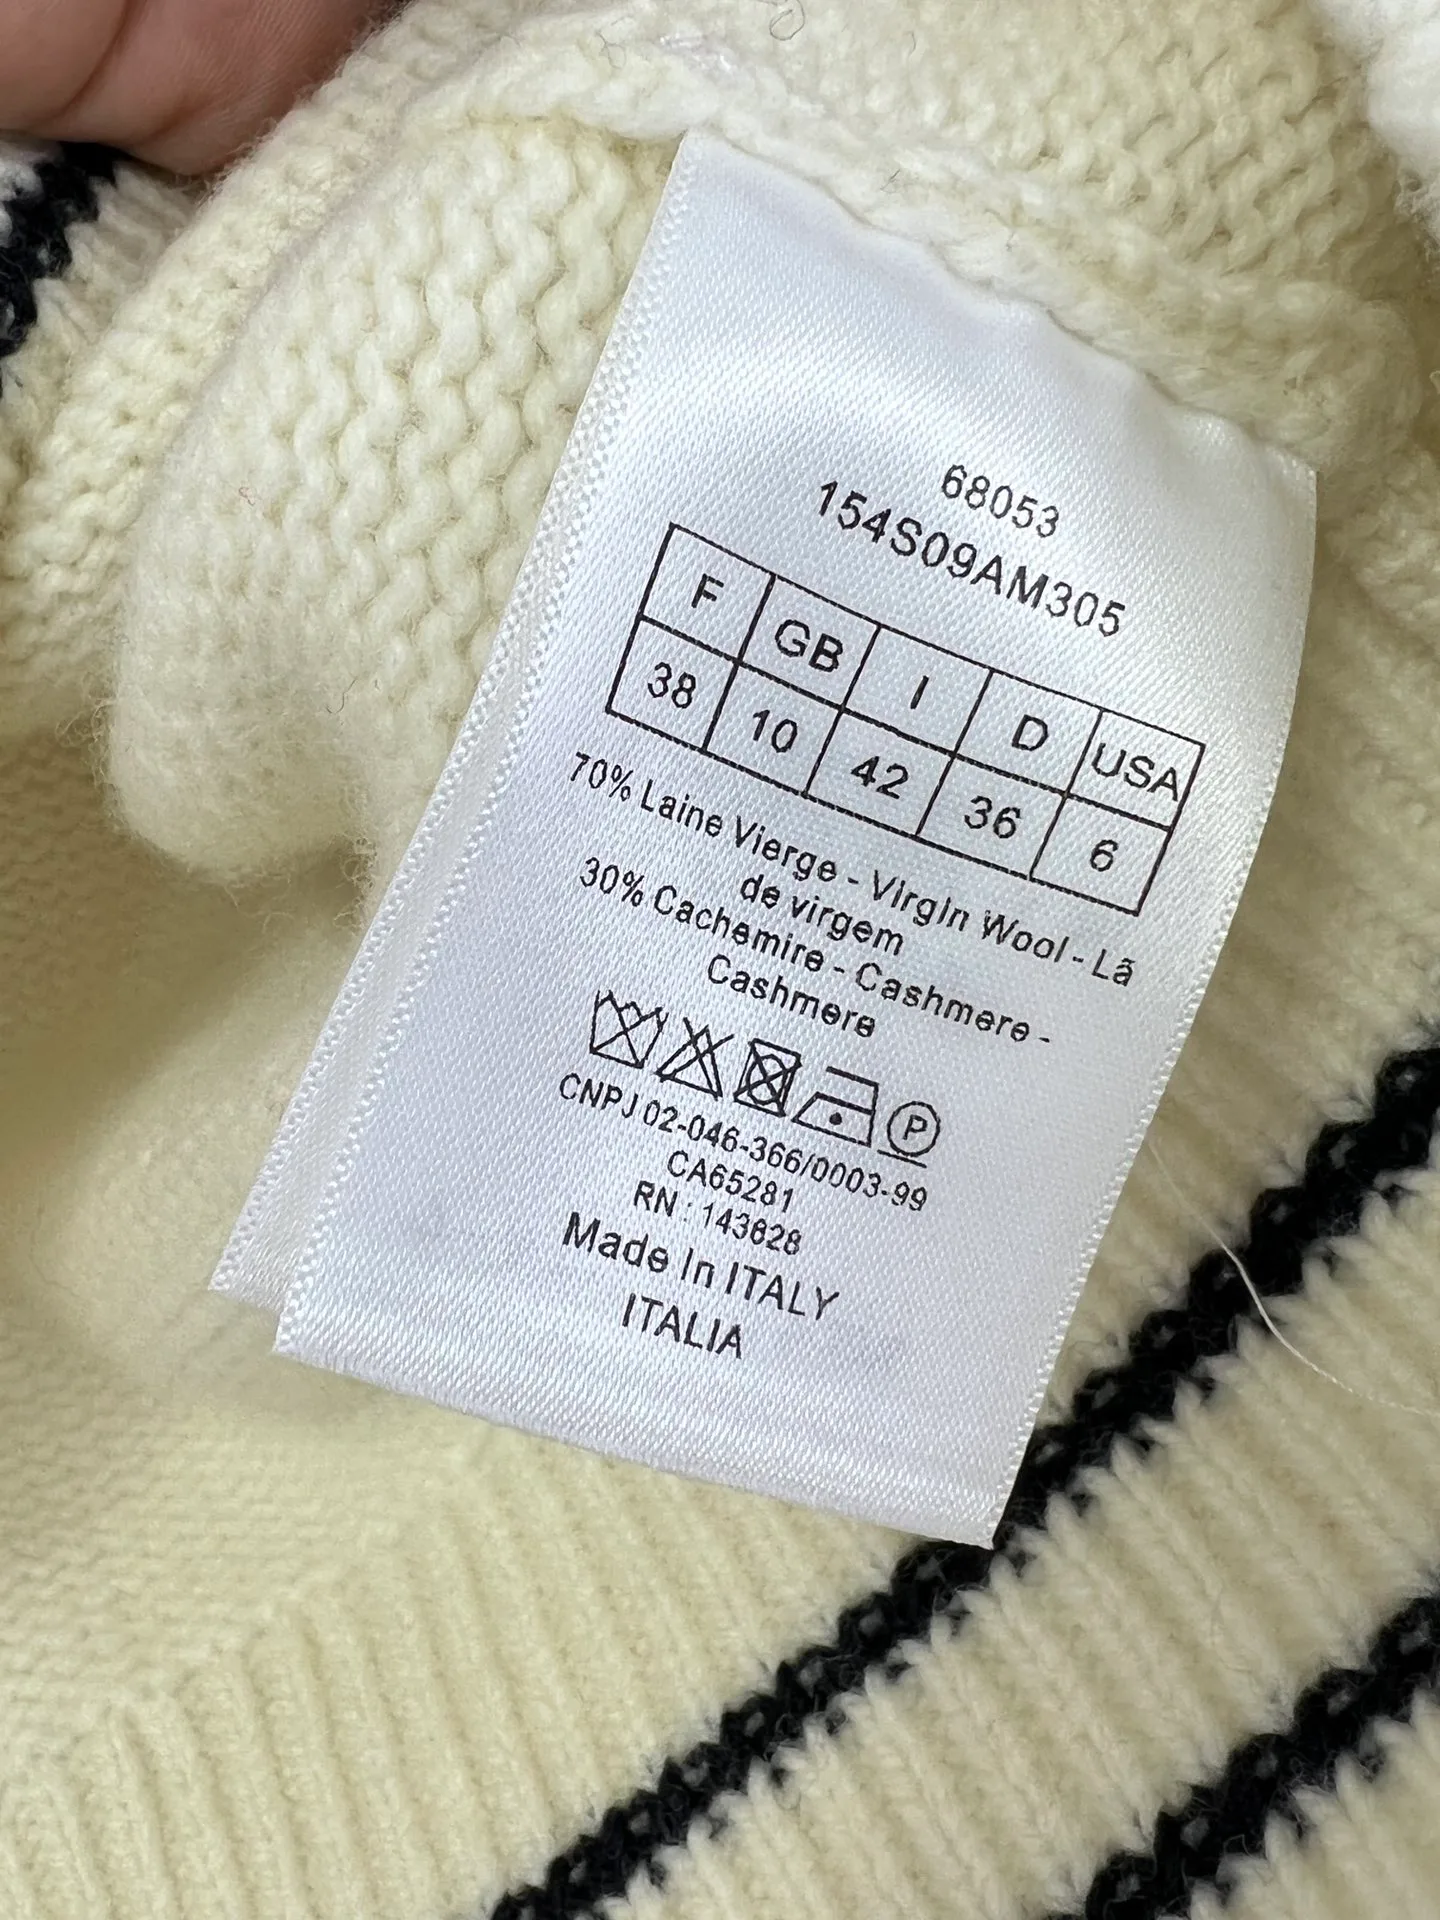 68053
154S09AM305
F GB I D USA
38 10 42 36 6
70% Laine Vierge - Virgin Wool - Lã
de virgem
30% Cachemire - Cashmere -
Cashmere
P
CNPJ 02-046-366/0003-99
CA65281
RN : 143628
Made in ITALY
ITALIA